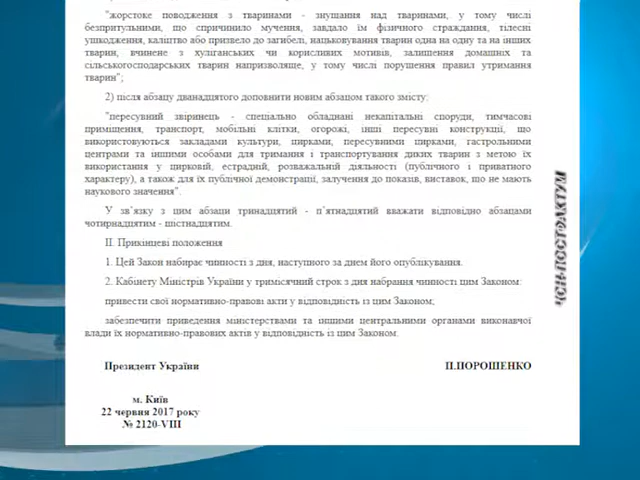 "жорстоке поводження з тваринами - знущання над тваринами, у тому числі
безпритульними, що спричинило мучення, завдало їм фізичного страждання, тілесні
ушкодження, каліцтво або призвело до загибелі, нацьковування тварин одна на одну та на інших
тварин, вчинене з хуліганських чи корисливих мотивів, залишення домашніх та
сільськогосподарських тварин напризволяще, у тому числі порушення правил утримання
тварин";
2) після абзацу дванадцятого доповнити новим абзацом такого змісту:
"пересувний звіринець - спеціально обладнані некапітальні споруди, тимчасові
приміщення, транспорт, мобільні клітки, огорожі, інші пересувні конструкції, що
використовуються закладами культури, цирками, пересувними цирками, гастрольними
центрами та іншими особами для тримання і транспортування диких тварин з метою їх
використання у цирковій, естрадній, розважальній діяльності (публічного і приватного
характеру), а також для їх публічної демонстрації, залучення до показів, виставок, що не мають
наукового значення".
У зв'язку з цим абзаци тринадцятий - п'ятнадцятий вважати відповідно абзацами
чотирнадцятим - шістнадцятим.
II. Прикінцеві положення
1. Цей Закон набирає чинності з дня, наступного за днем його опублікування.
2. Кабінету Міністрів України у тримісячний строк з дня набрання чинності цим Законом:
привести свої нормативно-правові акти у відповідність із цим Законом;
забезпечити приведення міністерствами та іншими центральними органами виконавчої
влади їх нормативно-правових актів у відповідність із цим Законом.
Президент України П.ПОРОШЕНКО
м. Київ
22 червня 2017 року
№ 2120-VIII
ЧСН-ПОСТФАКТУМ